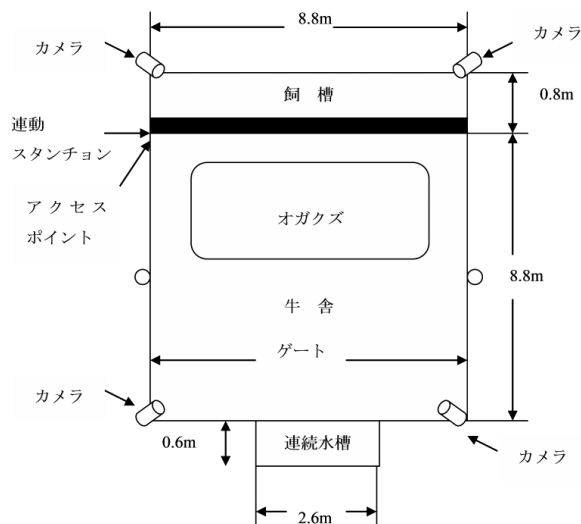 8.8m
カメラ
カメラ
飼 槽
0.8m
連動
スタンチョン
アクセス
ポイント
オガクズ
8.8m
牛 舎
ゲート
カメラ
連続水槽
0.6m
カメラ
2.6m